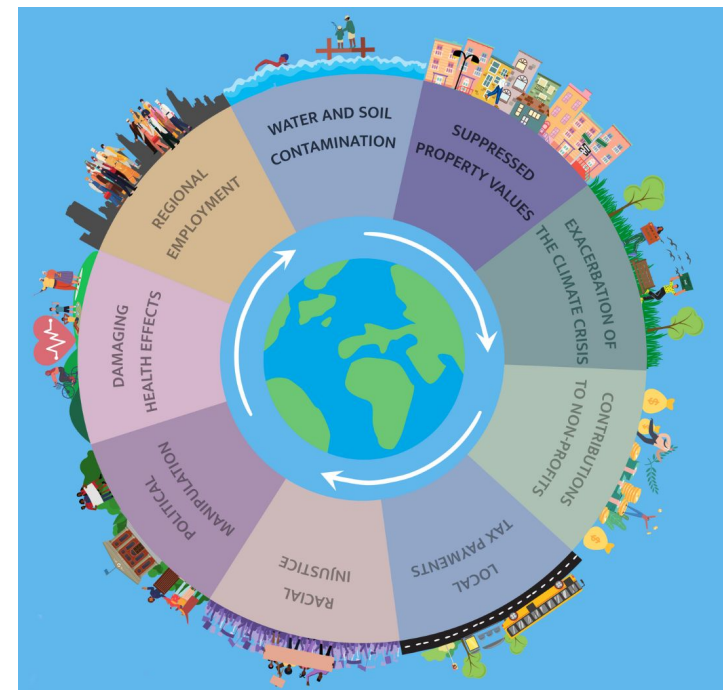 WATER AND SOIL
CONTAMINATION
SUPPRESSED
PROPERTY VALUES
EXACERBATION OF
THE CLIMATE CRISIS
CONTRIBUTIONS
TO NON-PROFITS
LOCAL
TAX PAYMENTS
RACIAL
INJUSTICE
POLITICAL
MANIPULATION
DAMAGING
HEALTH EFFECTS
REGIONAL
EMPLOYMENT